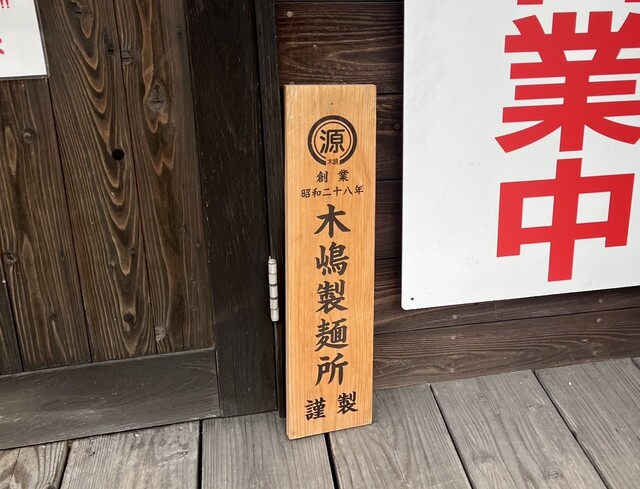 源
木嶋
創業
昭和二十八年
木嶋製麺所
謹製
業中